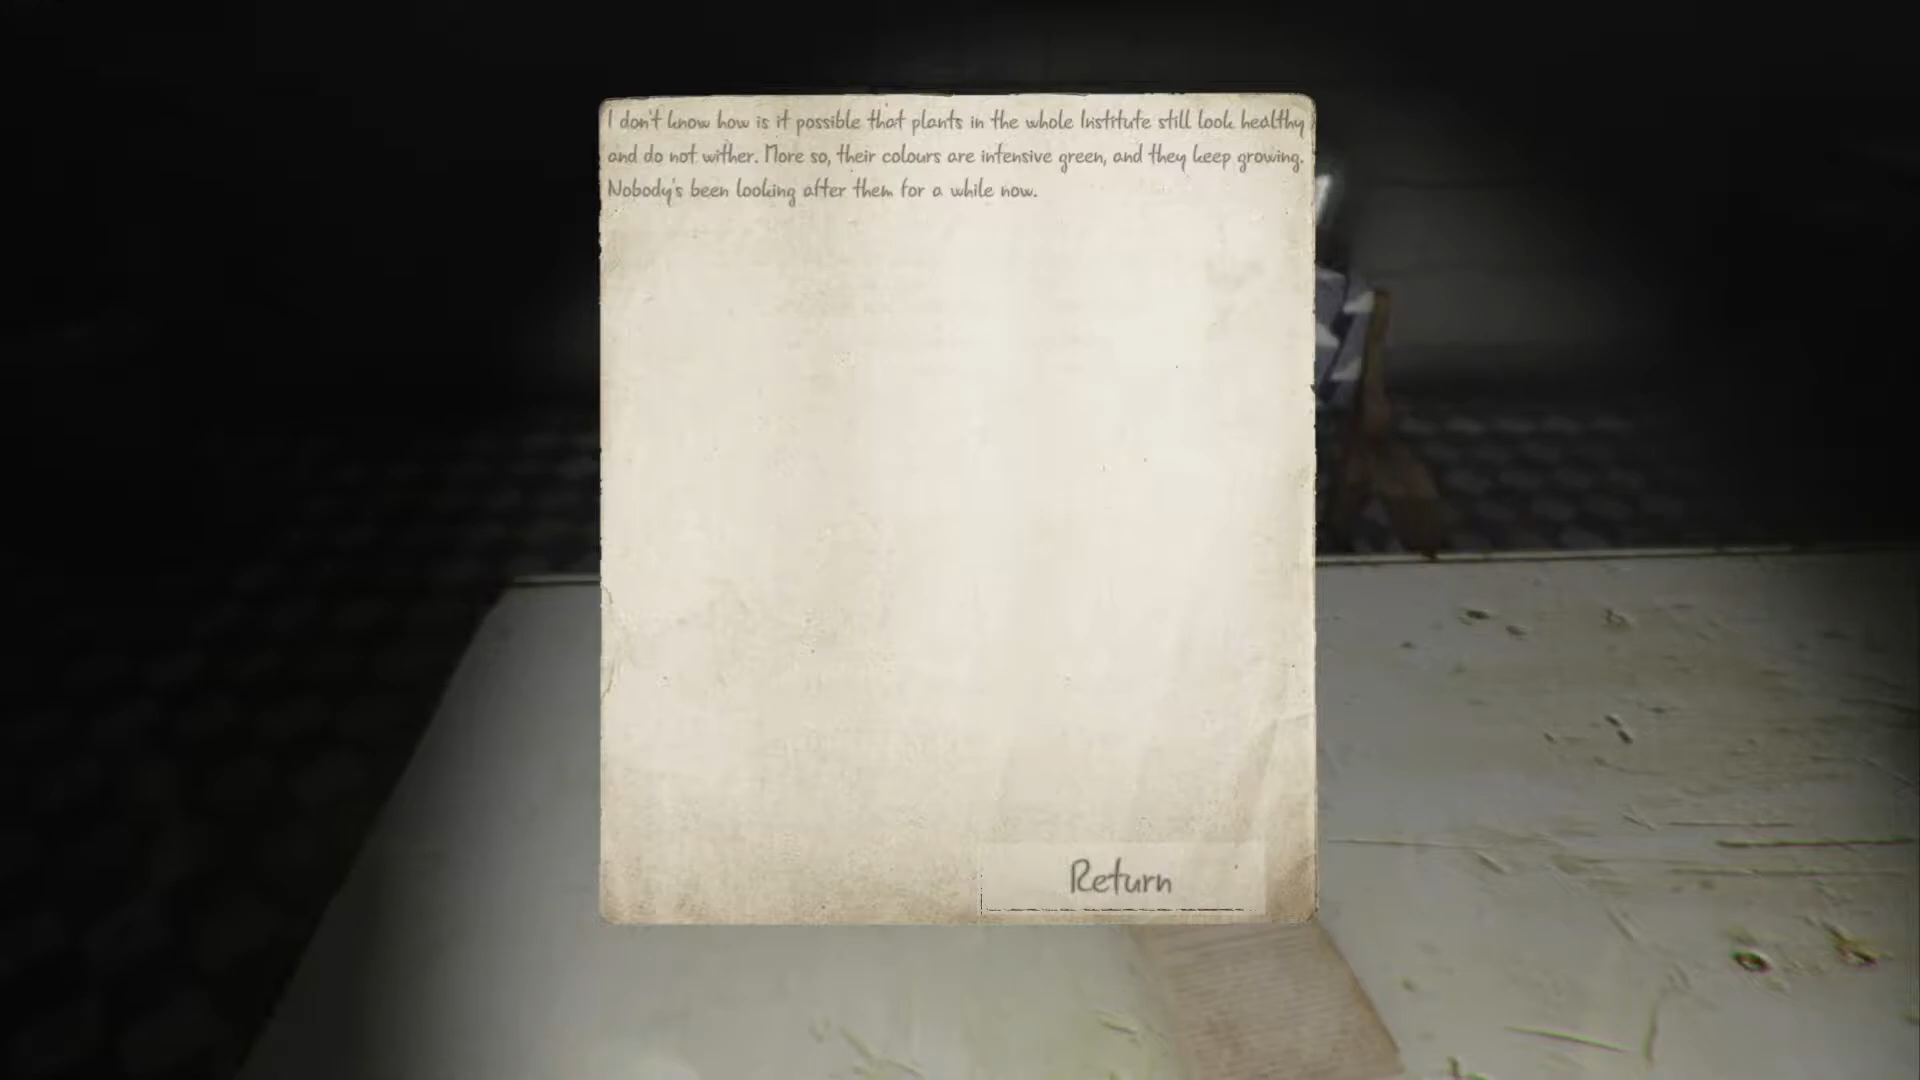 I don't know how is it possible that plants in the whole Institute still look healthy
and do not wither. More so, their colours are intensive green, and they keep growing.
Nobody's been looking after them for a while now.
Return